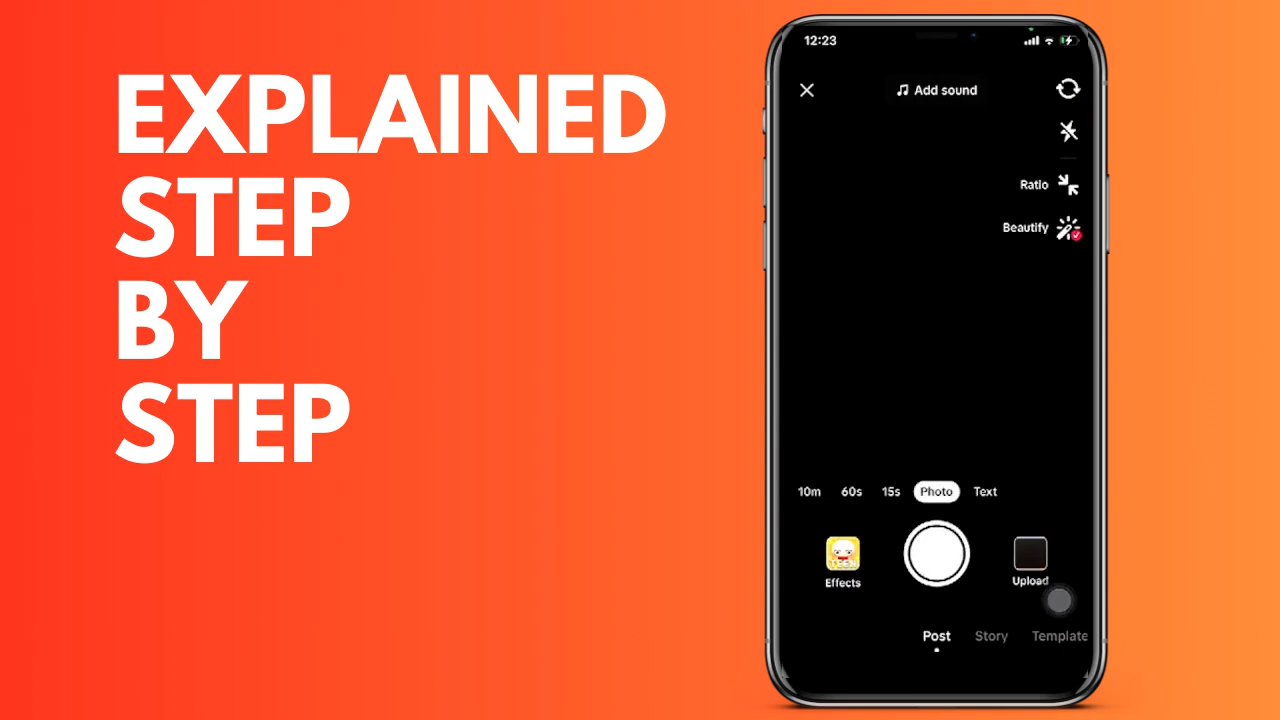 EXPLAINED
STEP
BY
STEP
12:23
Add sound
Ratio
Beautify
10m 60s 15s Photo Text
Effects
Upload
Post Story Template